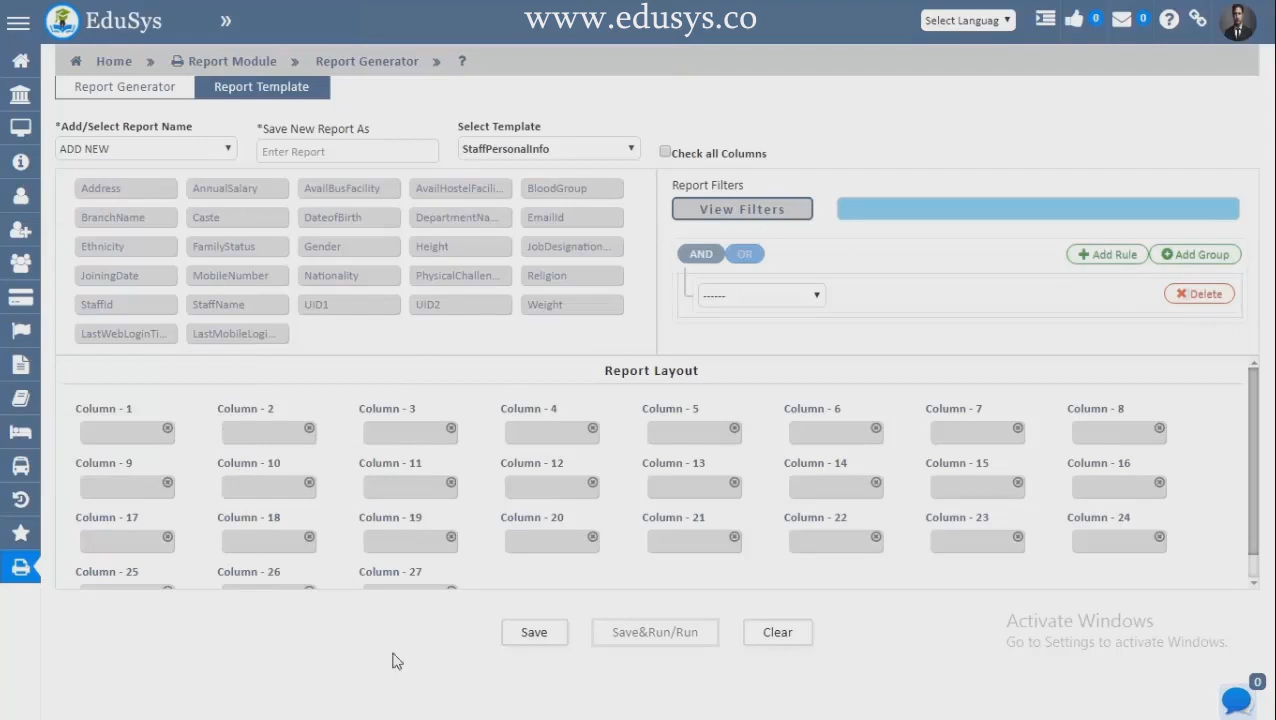 EduSys
»
www.edusys.co
Select Languag
0
0
Home » Report Module » Report Generator » ?
Report Generator
Report Template
*Add/Select Report Name
*Save New Report As
Select Template
ADD NEW
Enter Report
StaffPersonalInfo
Check all Columns
Address AnnualSalary AvailBusFacility AvailHostelFacili... BloodGroup
BranchName Caste DateofBirth DepartmentNa... EmailId
Ethnicity FamilyStatus Gender Height JobDesignation...
JoiningDate MobileNumber Nationality PhysicalChallen... Religion
StaffId StaffName UID1 UID2 Weight
LastWebLoginTi... LastMobileLogi...
Report Filters
View Filters
AND OR
Add Rule Add Group
------
Delete
Report Layout
Column - 1 Column - 2 Column - 3 Column - 4 Column - 5 Column - 6 Column - 7 Column - 8
Column - 9 Column - 10 Column - 11 Column - 12 Column - 13 Column - 14 Column - 15 Column - 16
Column - 17 Column - 18 Column - 19 Column - 20 Column - 21 Column - 22 Column - 23 Column - 24
Column - 25 Column - 26 Column - 27
Save Save&Run/Run Clear
Activate Windows
Go to Settings to activate Windows.
0